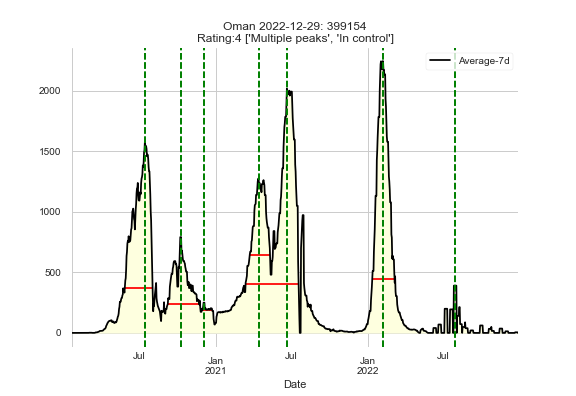 Oman 2022-12-29: 399154
Rating:4 ['Multiple peaks', 'In control']
Average-7d
2000
1500
1000
500
0
Jul
Jan
2021
Jul
Jan
2022
Jul
Date